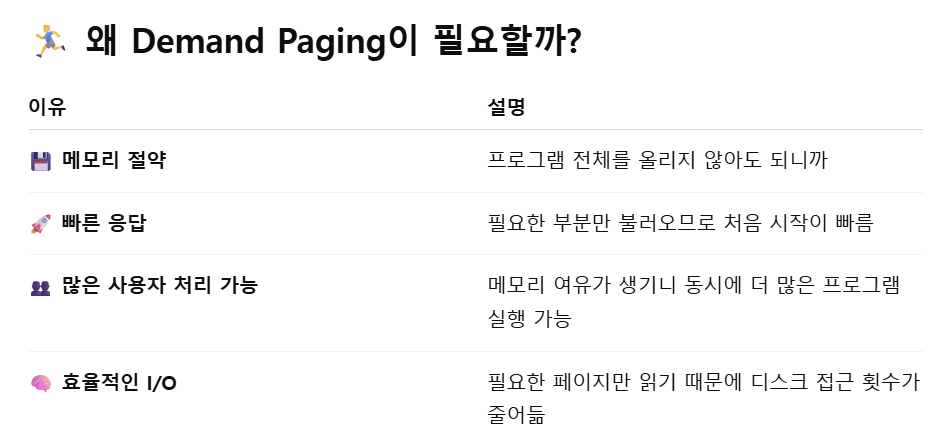 🏃 왜 Demand Paging이 필요할까?
이유 설명
💾 메모리 절약 프로그램 전체를 올리지 않아도 되니까
🚀 빠른 응답 필요한 부분만 불러오므로 처음 시작이 빠름
👥 많은 사용자 처리 가능 메모리 여유가 생기니 동시에 더 많은 프로그램
실행 가능
🧠 효율적인 I/O 필요한 페이지만 읽기 때문에 디스크 접근 횟수가
줄어듦